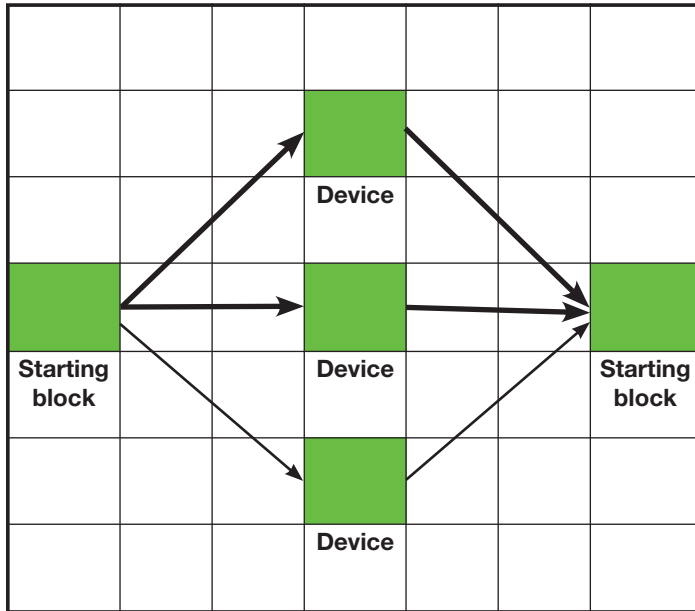 Device
Starting
block
Device
Starting
block
Device